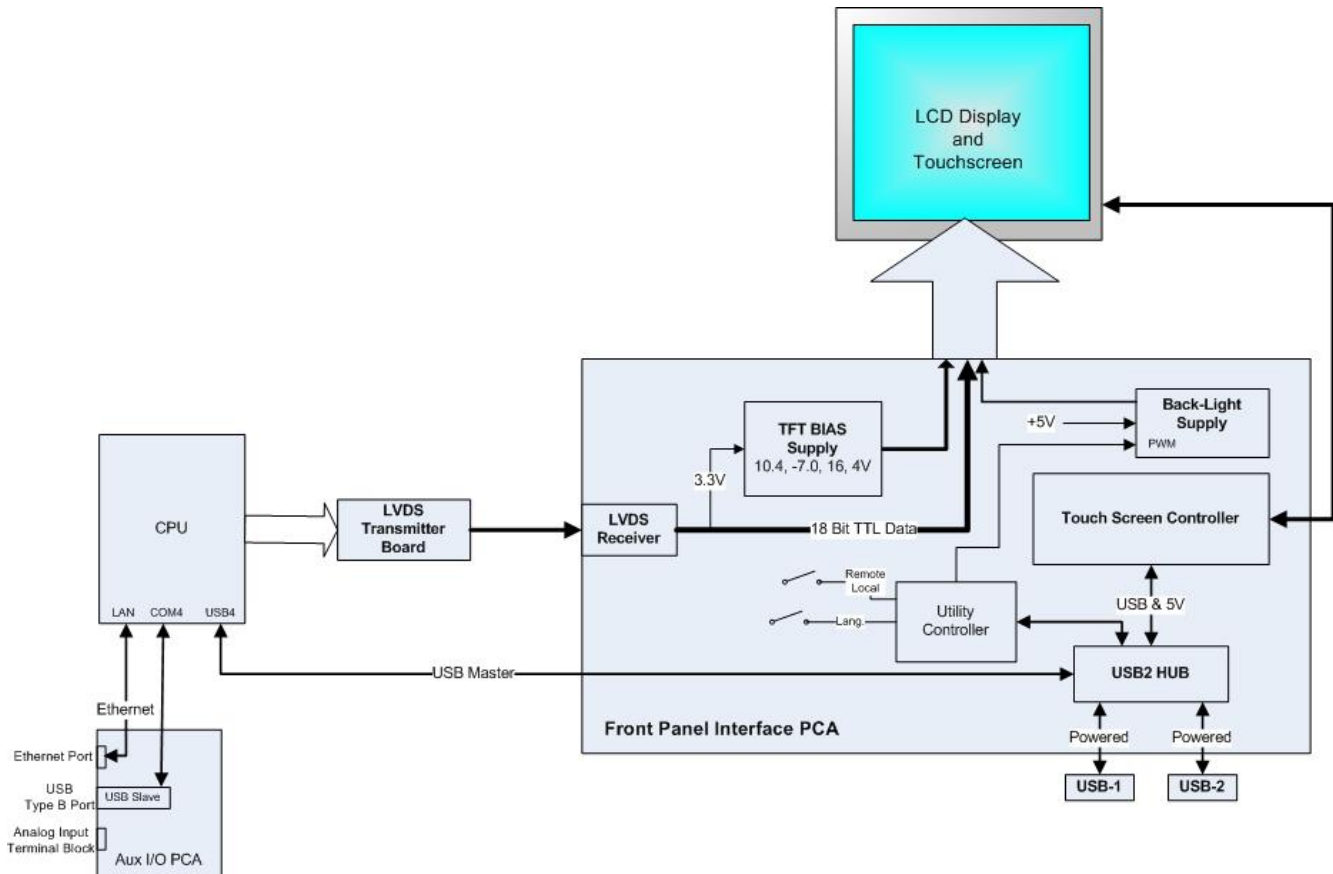 LCD Display
and
Touchscreen
Back-Light
Supply
+5V
PWM
TFT BIAS
Supply
10.4, -7.0, 16, 4V
3.3V
CPU
LVDS
Transmitter
Board
LVDS
Receiver
18 Bit TTL Data
Touch Screen Controller
Remote
Local
Lang.
Utility
Controller
USB & 5V
LAN
COM4
USB4
USB Master
USB2 HUB
Ethernet
Front Panel Interface PCA
Powered
Powered
Ethernet Port
USB
Type B Port
USB Slave
USB-1
USB-2
Analog Input
Terminal Block
Aux I/O PCA